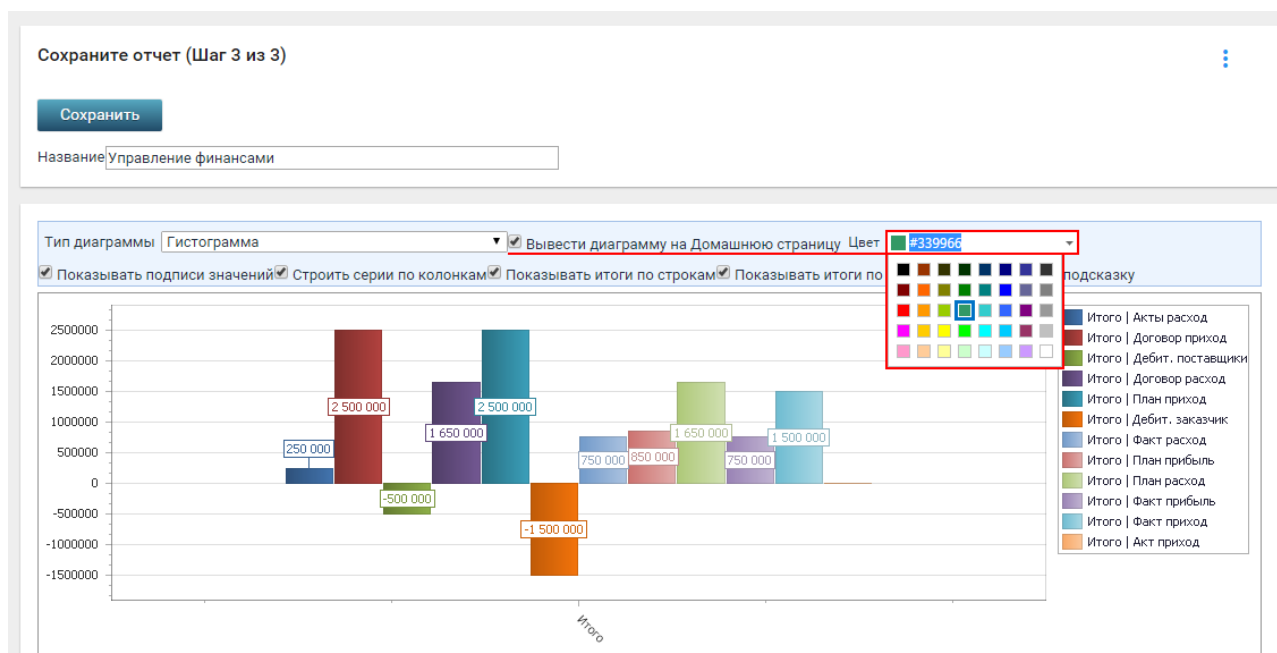 Сохраните отчет (Шаг 3 из 3)
Сохранить
Название Управление финансами
Тип диаграммы Гистограмма Вывести диаграмму на Домашнюю страницу Цвет #339966
Показывать подписи значений Строить серии по колонкам Показывать итоги по строкам Показывать итоги по подсказку
2500000
2000000
1500000
1000000
500000
0
-500000
-1000000
-1500000
250 000
2 500 000
-500 000
1 650 000
2 500 000
-1 500 000
750 000
850 000
1 650 000
750 000
1 500 000
Итого
Итого | Акты расход
Итого | Договор приход
Итого | Дебит. поставщики
Итого | Договор расход
Итого | План приход
Итого | Дебит. заказчик
Итого | Факт расход
Итого | План прибыль
Итого | План расход
Итого | Факт прибыль
Итого | Факт приход
Итого | Акт приход